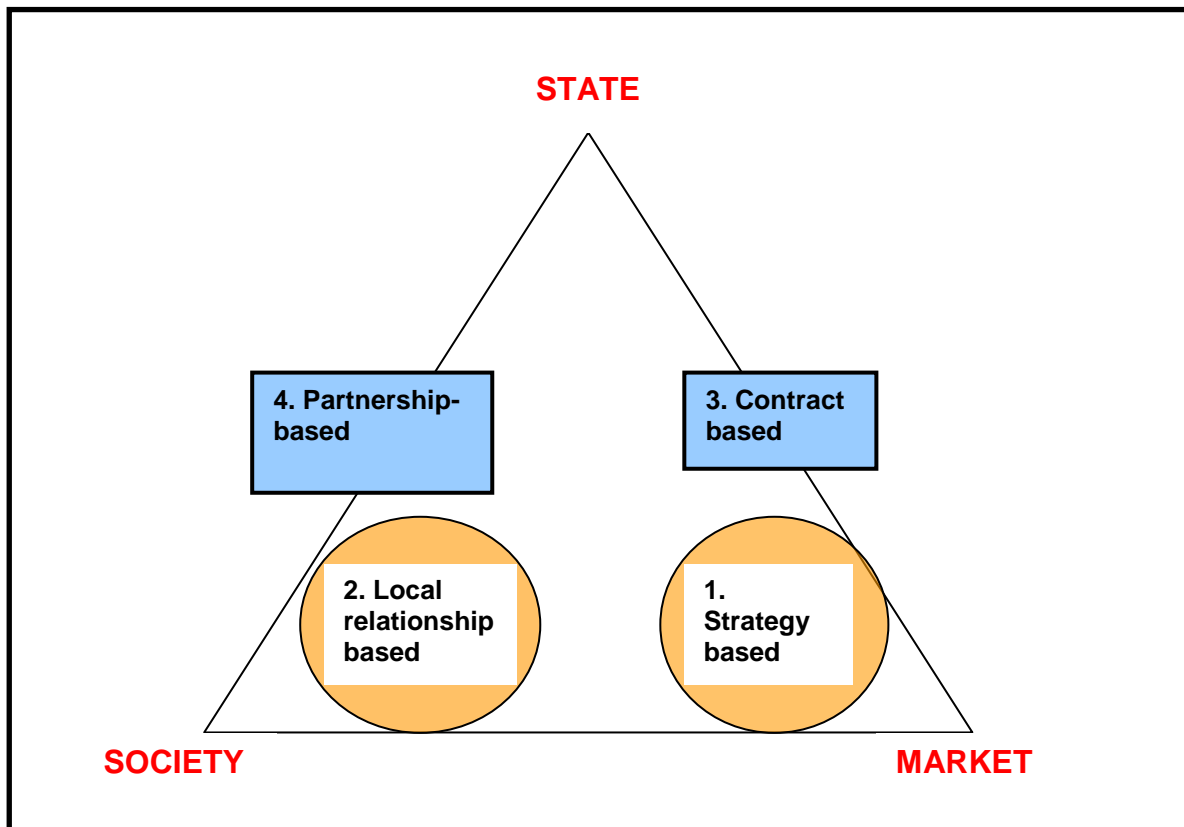 STATE
4. Partnership-
based
3. Contract
based
2. Local
relationship
based
1.
Strategy
based
SOCIETY
MARKET